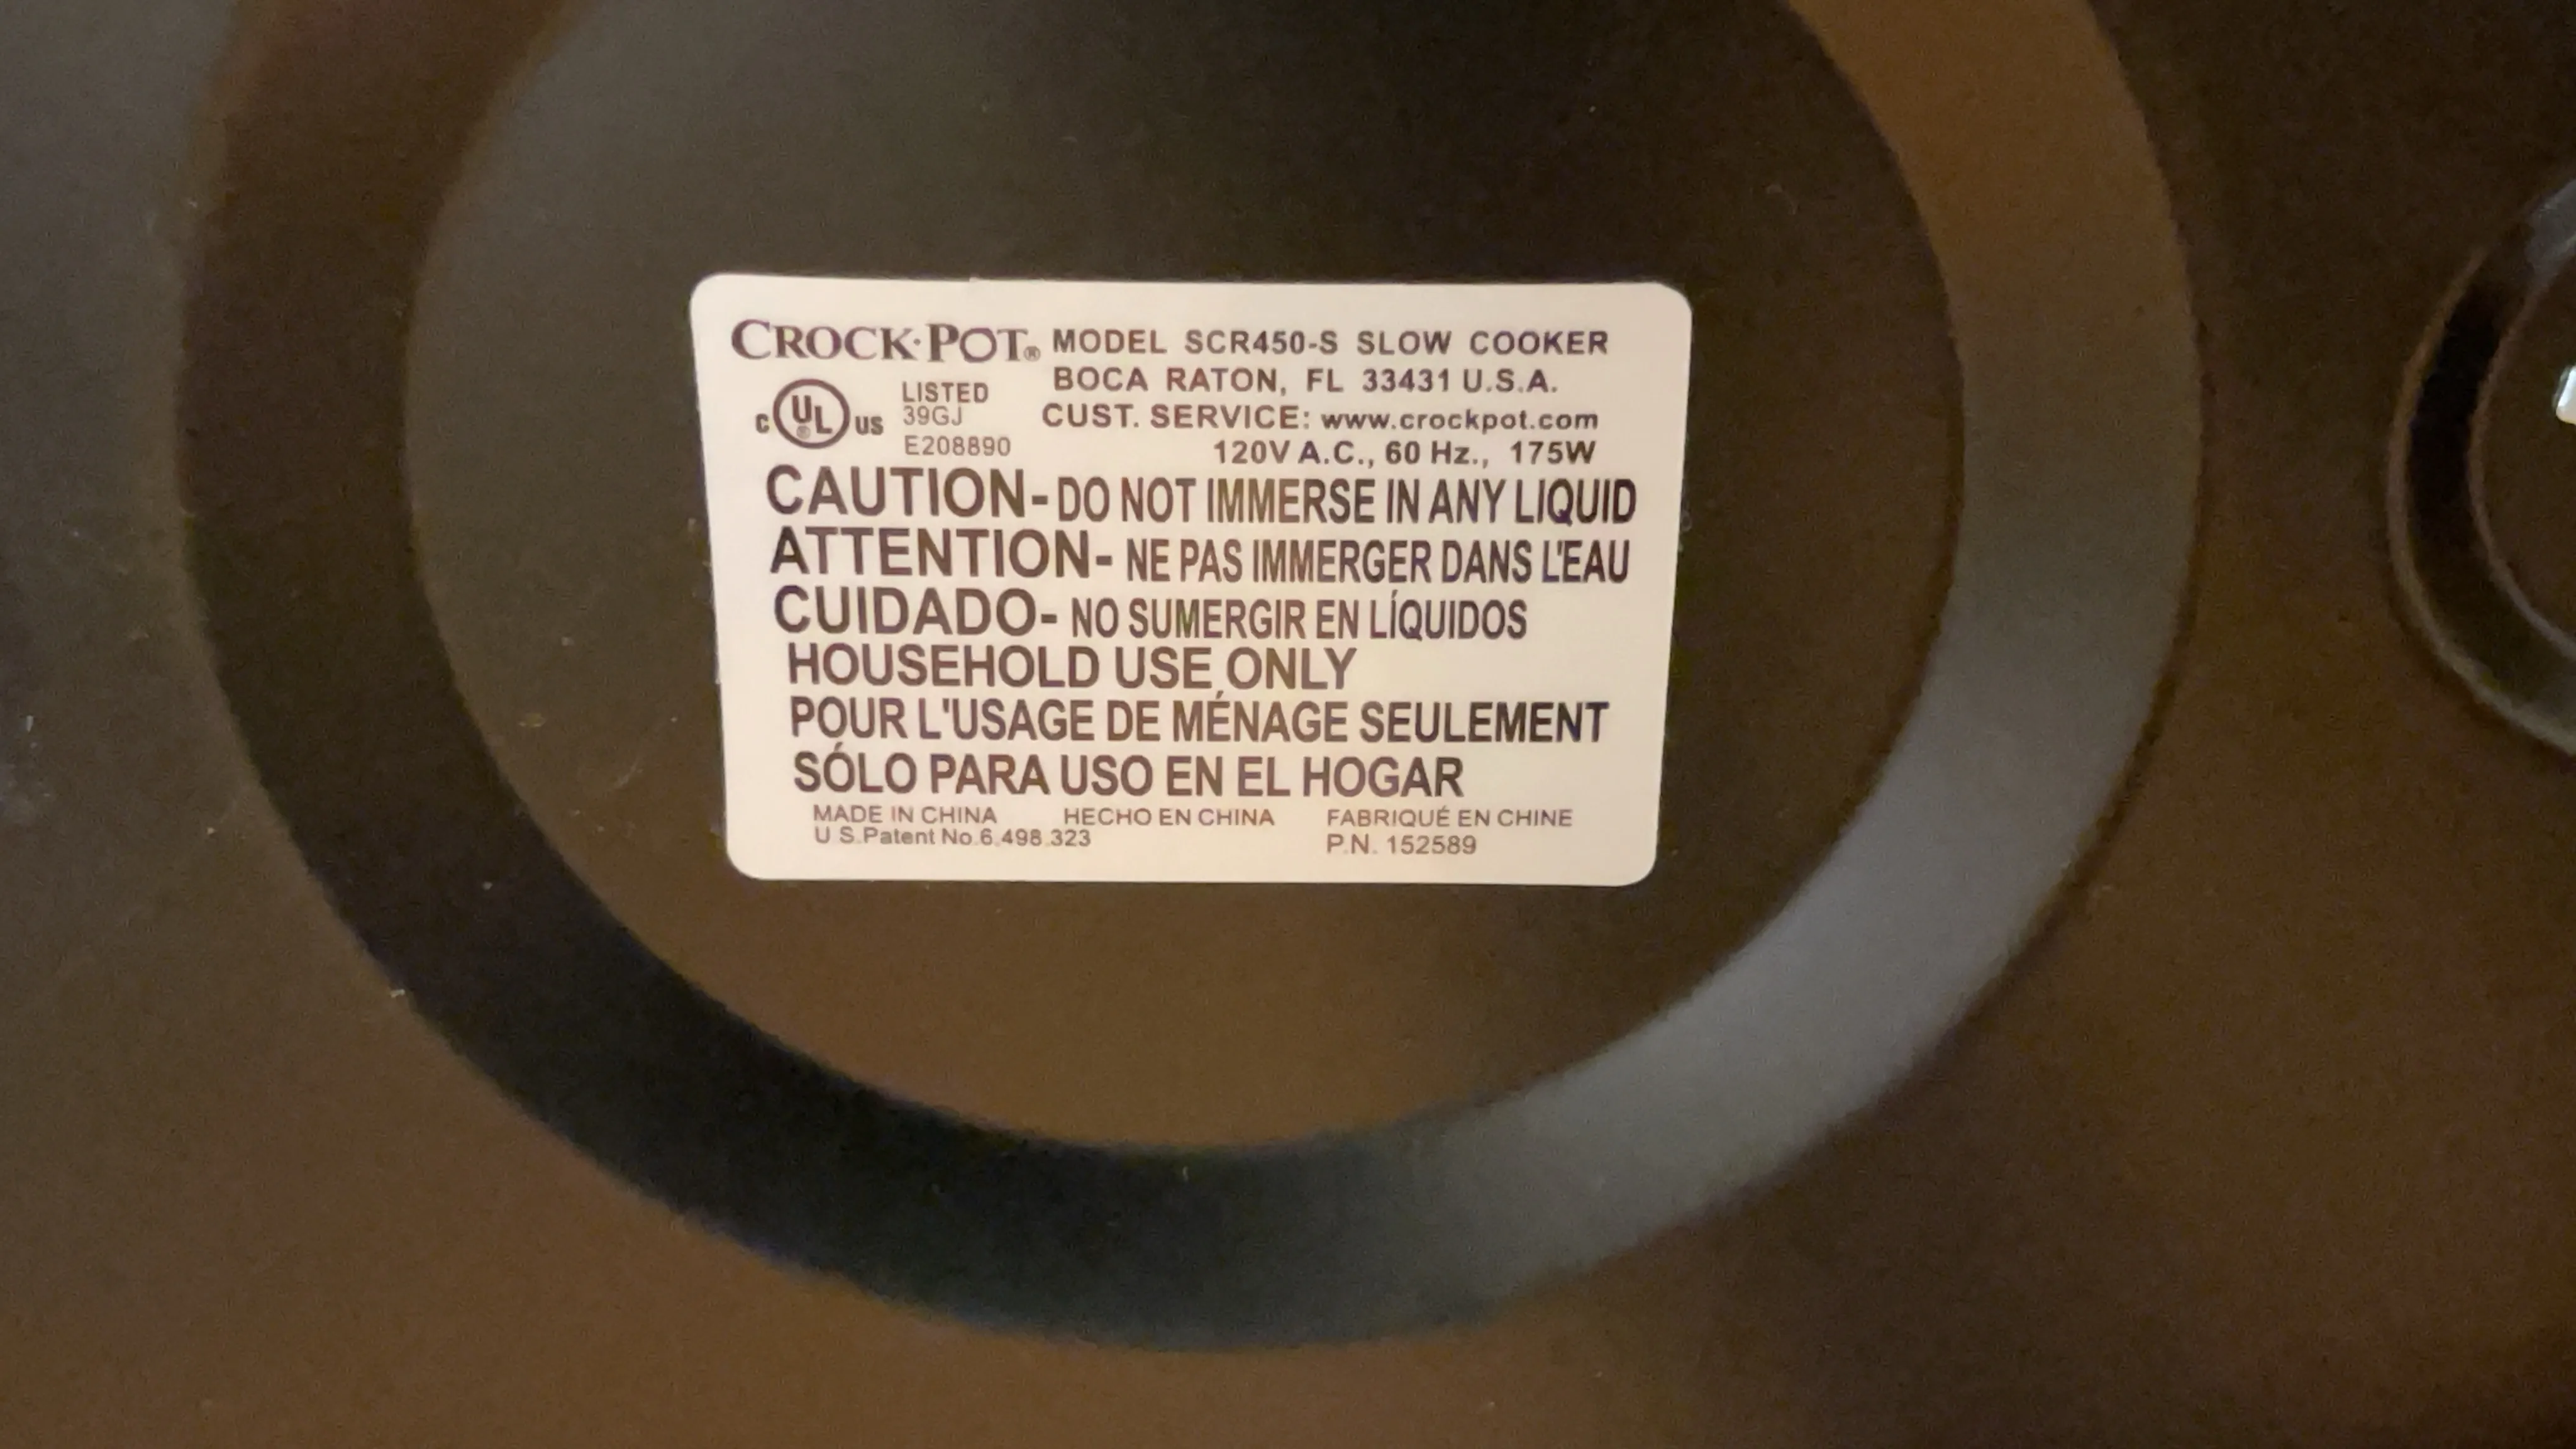 CROCK·POT® MODEL SCR450-S SLOW COOKER
BOCA RATON, FL 33431 U.S.A.
C UL® US LISTED
39GJ
E208890
CUST. SERVICE: www.crockpot.com
120V A.C., 60 Hz., 175W
CAUTION- DO NOT IMMERSE IN ANY LIQUID
ATTENTION- NE PAS IMMERGER DANS L'EAU
CUIDADO- NO SUMERGIR EN LÍQUIDOS
HOUSEHOLD USE ONLY
POUR L'USAGE DE MÉNAGE SEULEMENT
SÓLO PARA USO EN EL HOGAR
MADE IN CHINA HECHO EN CHINA FABRIQUÉ EN CHINE
U.S.Patent No.6,498,323 P.N. 152589